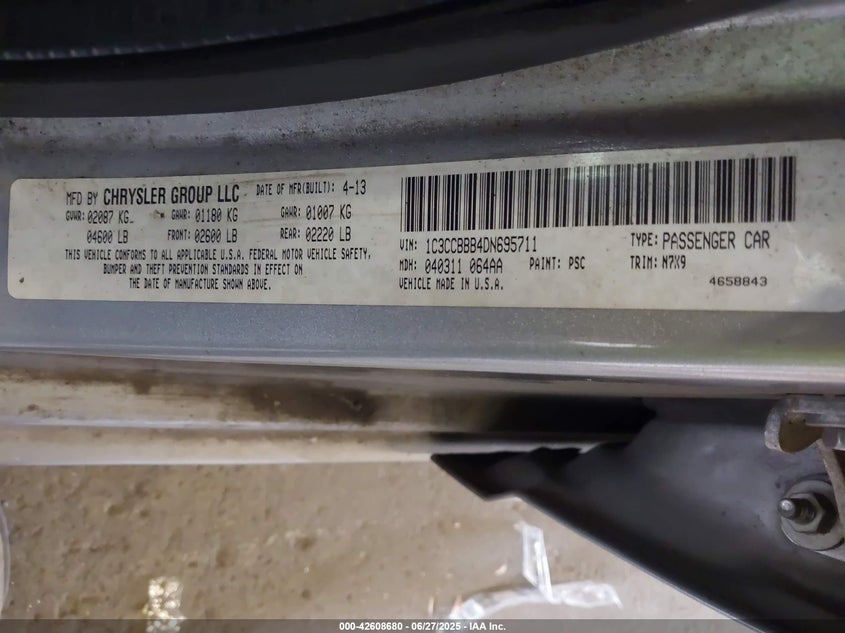 MFD BY CHRYSLER GROUP LLC DATE OF MFR(BUILT): 4-13
GVWR: 02087 KG GAWR: 01180 KG GAWR: 01007 KG
04600 LB FRONT: 02600 LB REAR: 02220 LB
THIS VEHICLE CONFORMS TO ALL APPLICABLE U.S.A. FEDERAL MOTOR VEHICLE SAFETY,
BUMPER AND THEFT PREVENTION STANDARDS IN EFFECT ON
THE DATE OF MANUFACTURE SHOWN ABOVE.
VIN: 1C3CCBBB4DN695711 TYPE: PASSENGER CAR
MDH: 040311 064AA PAINT: PSC TRIM: N7X9
VEHICLE MADE IN U.S.A. 4658843
000-42608680 - 06/27/2025 - IAA Inc.